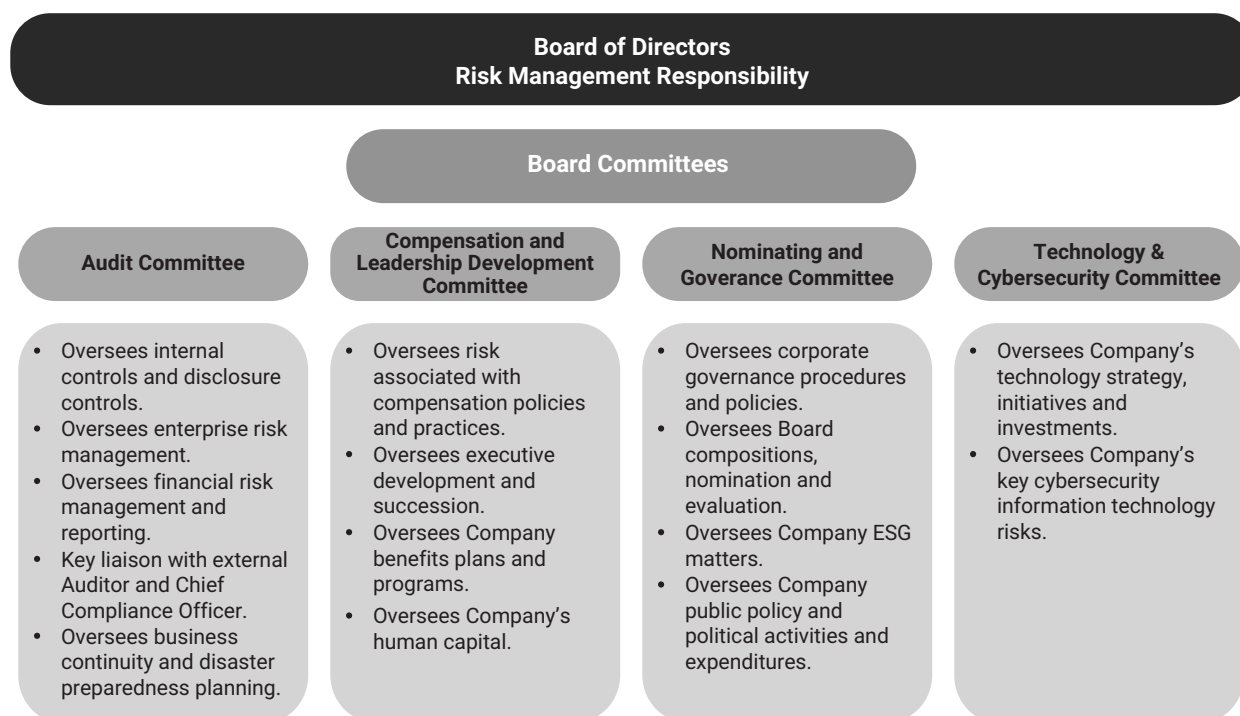 Board of Directors
Risk Management Responsibility
Board Committees
Audit Committee
Compensation and
Leadership Development
Committee
Nominating and
Goverance Committee
Technology &
Cybersecurity Committee
• Oversees internal
controls and disclosure
controls.
• Oversees enterprise risk
management.
• Oversees financial risk
management and
reporting.
• Key liaison with external
Auditor and Chief
Compliance Officer.
• Oversees business
continuity and disaster
preparedness planning.
• Oversees risk
associated with
compensation policies
and practices.
• Oversees executive
development and
succession.
• Oversees Company
benefits plans and
programs.
• Oversees Company’s
human capital.
• Oversees corporate
governance procedures
and policies.
• Oversees Board
compositions,
nomination and
evaluation.
• Oversees Company ESG
matters.
• Oversees Company
public policy and
political activities and
expenditures.
• Oversees Company’s
technology strategy,
initiatives and
investments.
• Oversees Company’s
key cybersecurity
information technology
risks.